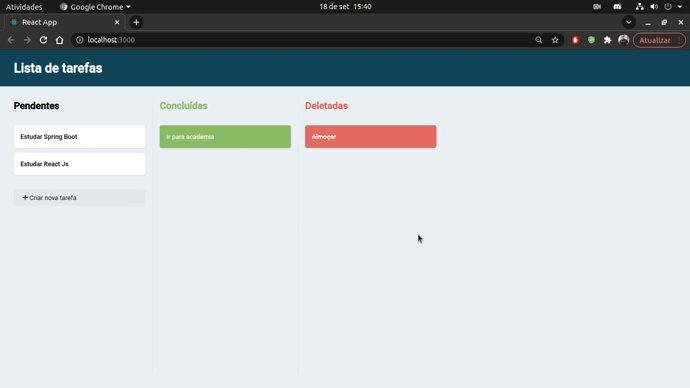 Atividades
Google Chrome
18 de set 15:40
React App
localhost:3000
Atualizar
Lista de tarefas
Pendentes
Estudar Spring Boot
Estudar React Js
+ Criar nova tarefa
Concluídas
Ir para academia
Deletadas
Almoçar